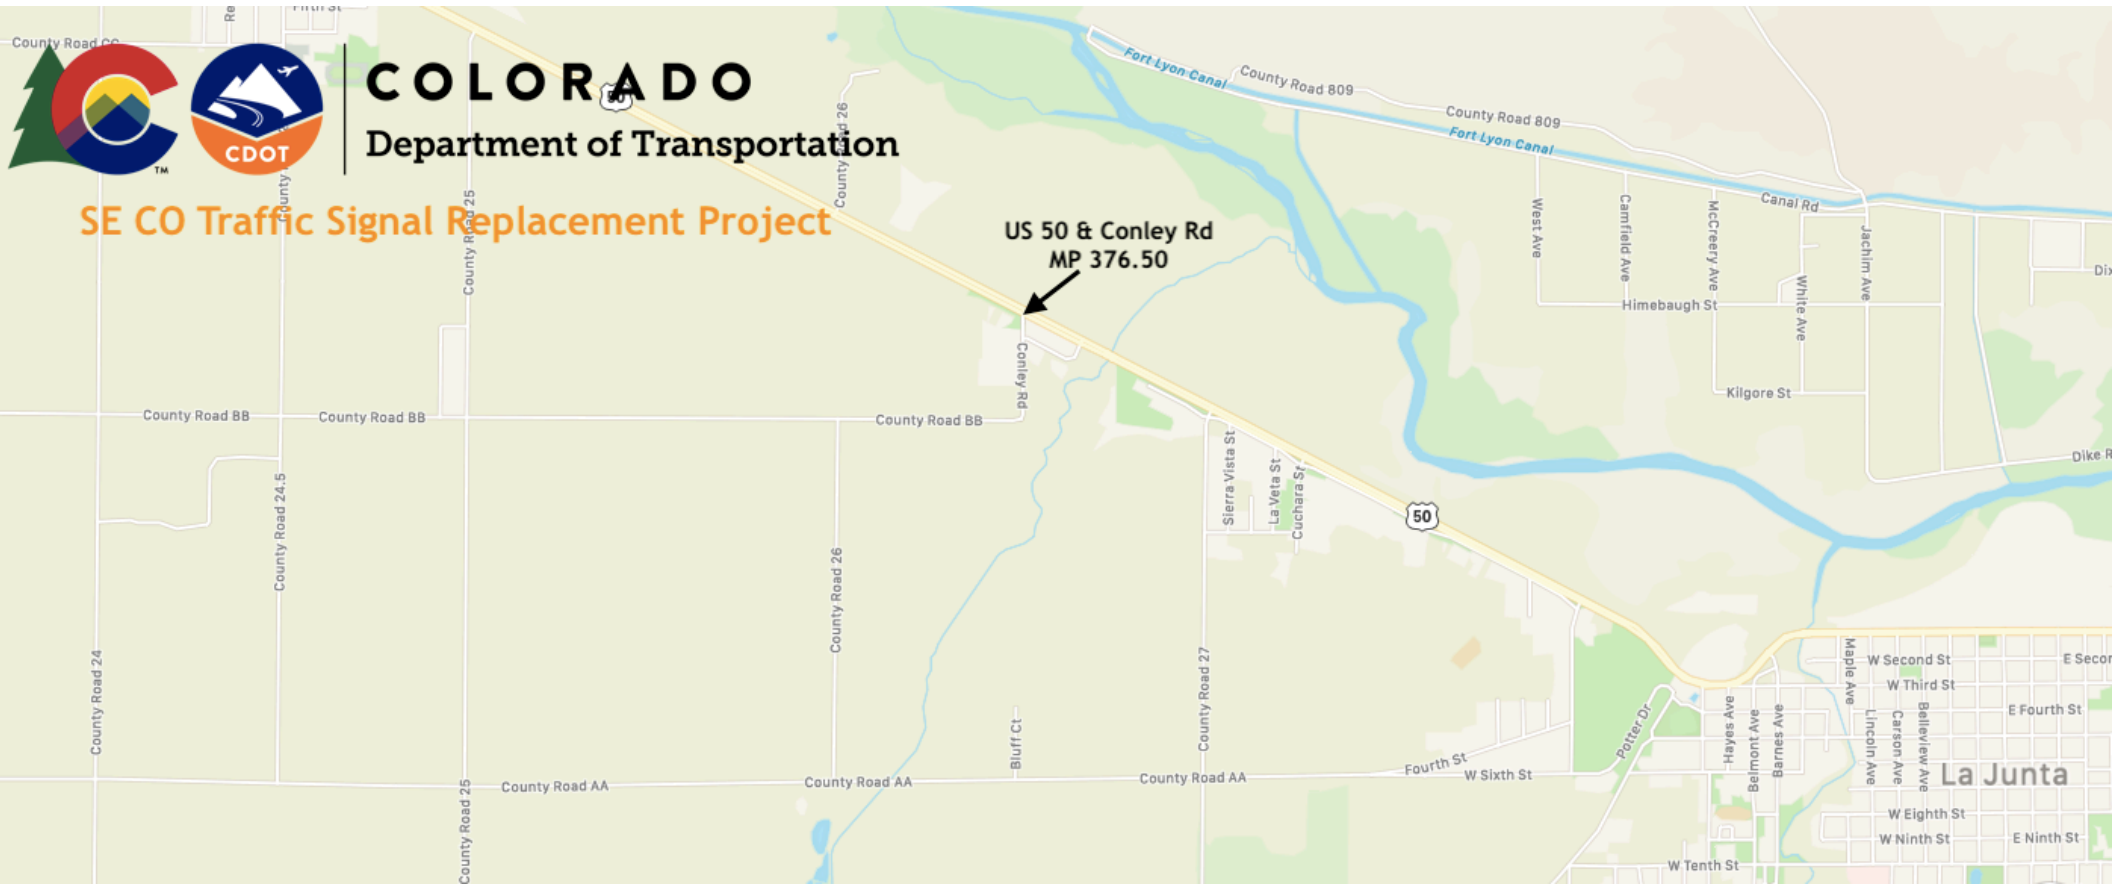 Fifth St
Re
County Road CC
COLORADO
Department of Transportation
CDOT
TM
SE CO Traffic Signal Replacement Project
50
County
County Road 25
County Road 26
US 50 & Conley Rd
MP 376.50
Fort Lyon Canal
County Road 809
County Road 809
Fort Lyon Canal
Canal Rd
West Ave
Camfield Ave
McCreery Ave
White Ave
Jachim Ave
Himebaugh St
Kilgore St
Dix
Dike R
Conley Rd
County Road BB
County Road BB
County Road BB
Sierra Vista St
La Veta St
Cuchara St
50
County Road 24.5
County Road 26
County Road 24
County Road 27
Bluff Ct
County Road 25
County Road AA
County Road AA
County Road AA
Fourth St
W Sixth St
Potter Dr
Hayes Ave
Belmont Ave
Barnes Ave
Maple Ave
Lincoln Ave
Carson Ave
Belleview Ave
W Second St
E Secor
W Third St
E Fourth St
La Junta
W Eighth St
W Ninth St
E Ninth St
W Tenth St